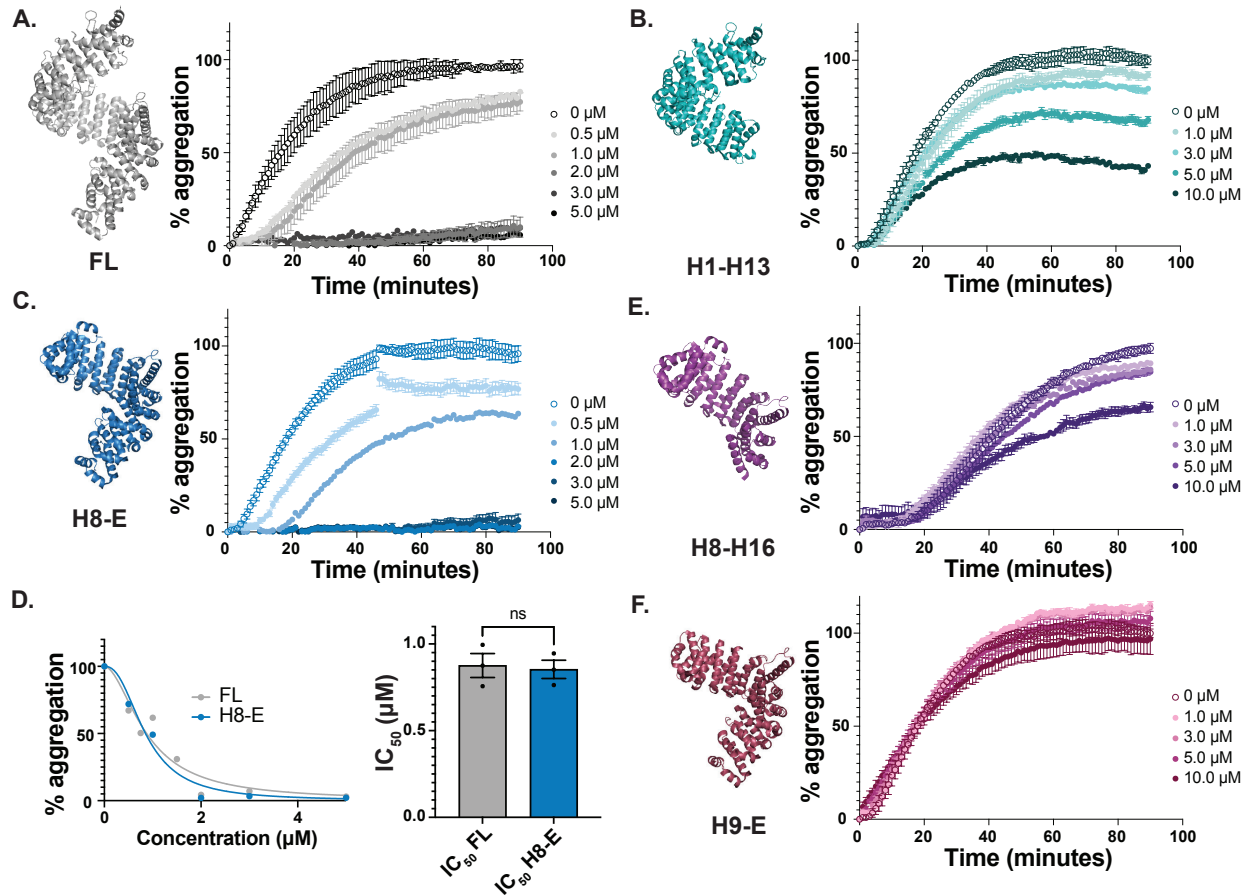 A.
% aggregation
100
50
0
0
20
40
60
80
100
Time (minutes)
FL
0 µM
0.5 µM
1.0 µM
2.0 µM
3.0 µM
5.0 µM
B.
% aggregation
100
50
0
0
20
40
60
80
100
Time (minutes)
H1-H13
0 µM
1.0 µM
3.0 µM
5.0 µM
10.0 µM
C.
% aggregation
100
50
0
0
20
40
60
80
100
Time (minutes)
H8-E
0 µM
0.5 µM
1.0 µM
2.0 µM
3.0 µM
5.0 µM
E.
% aggregation
100
50
0
0
20
40
60
80
100
Time (minutes)
H8-H16
0 µM
1.0 µM
3.0 µM
5.0 µM
10.0 µM
D.
% aggregation
100
50
0
0
2
4
Concentration (µM)
FL
H8-E
ns
IC50 (µM)
1.0
0.5
0.0
IC50 FL
IC50 H8-E
F.
% aggregation
100
50
0
0
20
40
60
80
100
Time (minutes)
H9-E
0 µM
1.0 µM
3.0 µM
5.0 µM
10.0 µM